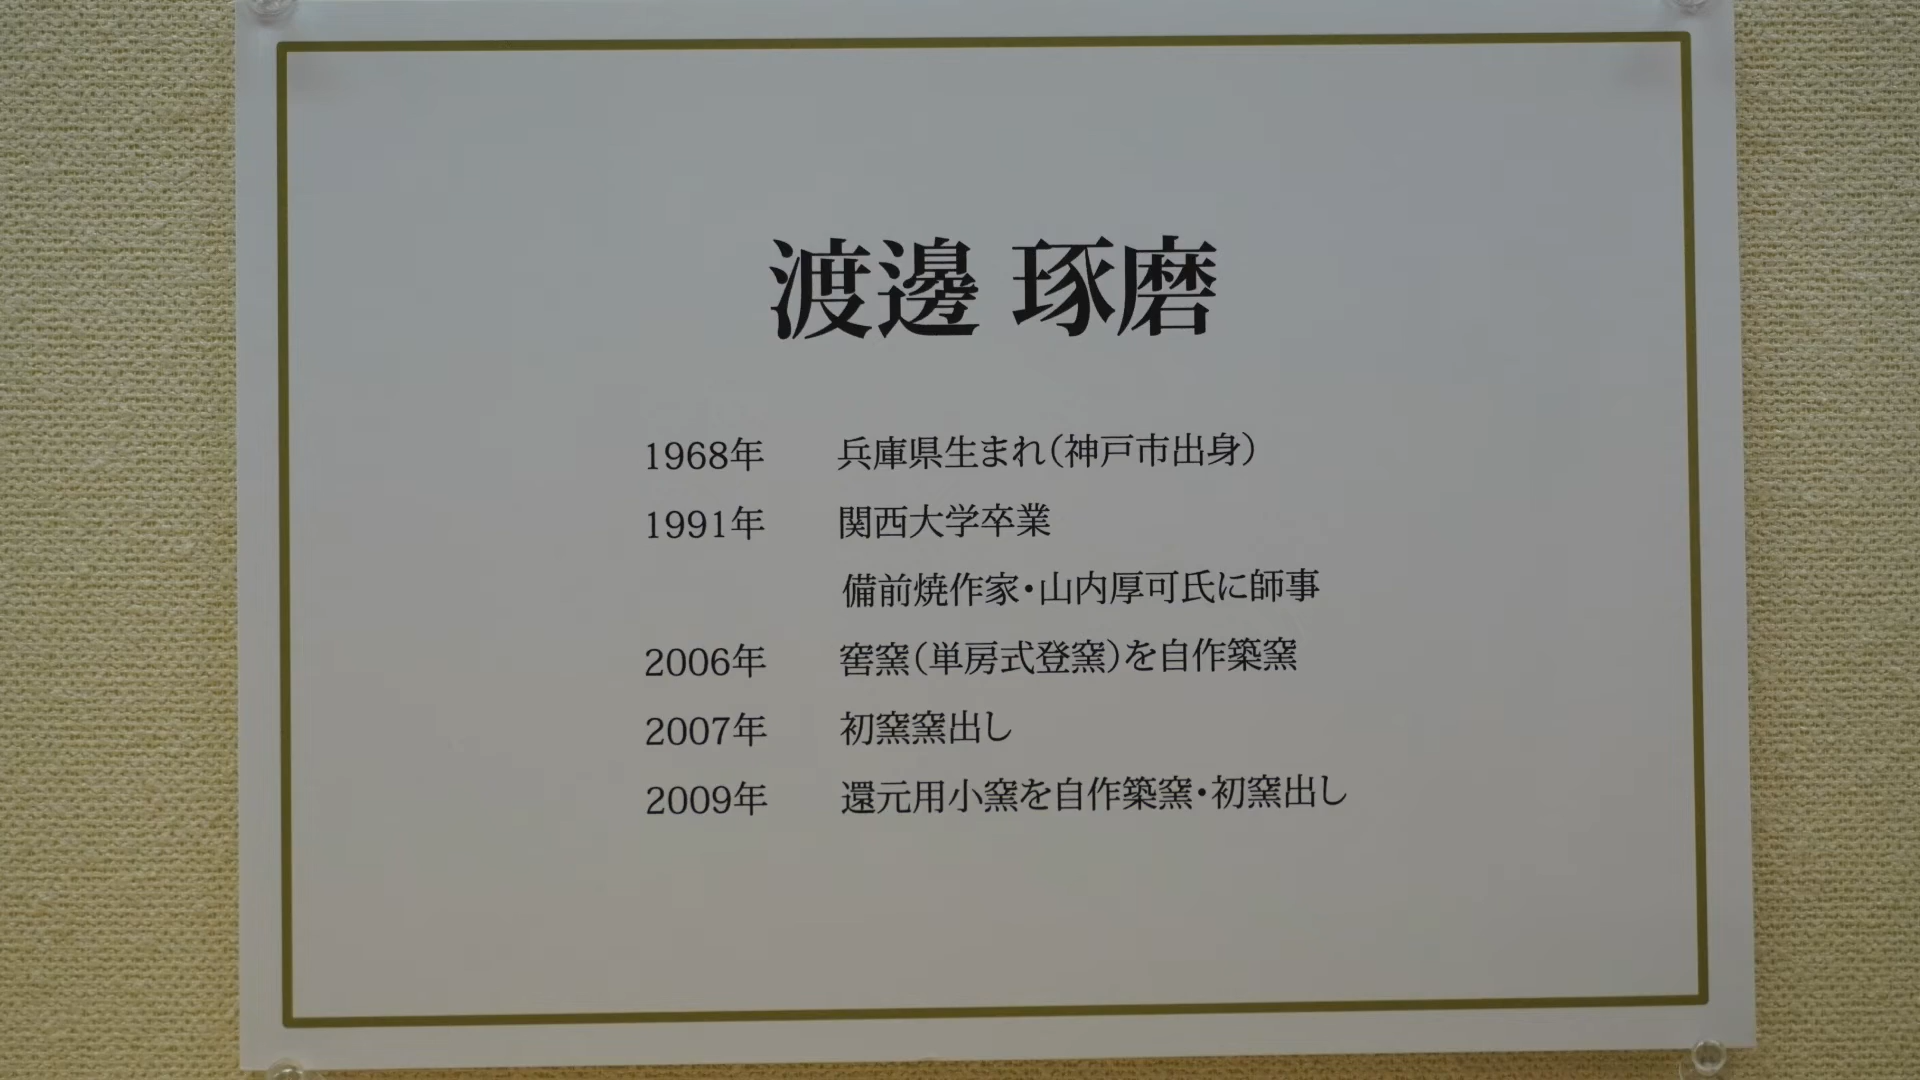 渡邊 琢磨
1968年 兵庫県生まれ(神戸市出身)
1991年 関西大学卒業
備前焼作家・山内厚可氏に師事
2006年 窖窯(単房式登窯)を自作築窯
2007年 初窯窯出し
2009年 還元用小窯を自作築窯・初窯出し